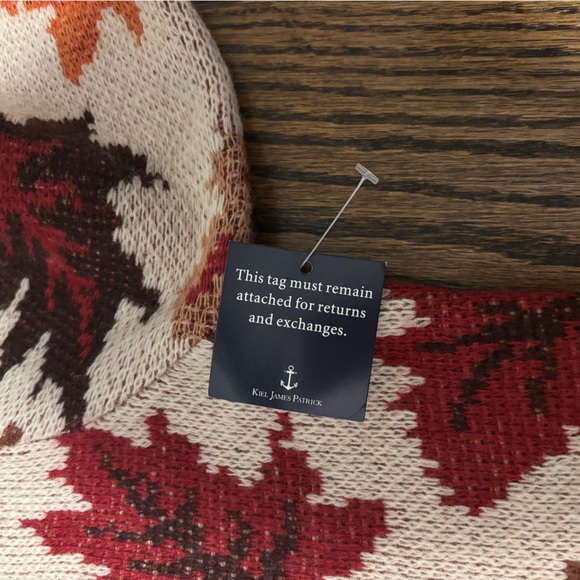 This tag must remain
attached for returns
and exchanges.
KIEL JAMES PATRICK